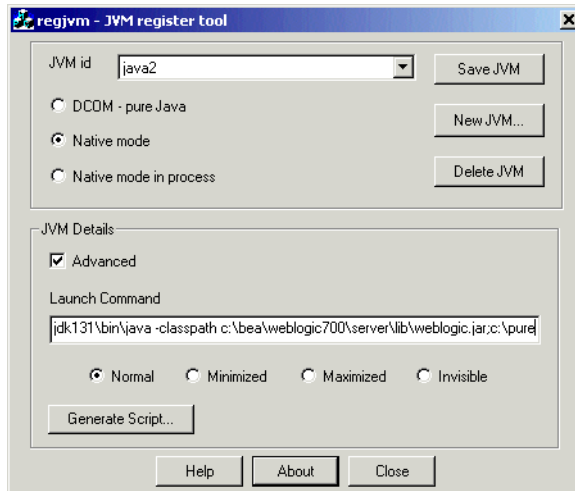 regjvm - JVM register tool
JVM id java2 Save JVM
DCOM - pure Java
New JVM...
Native mode
Native mode in process Delete JVM
JVM Details
Advanced
Launch Command
jdk131\bin\java -classpath c:\bea\weblogic700\server\lib\weblogic.jar;c:\pure
Normal Minimized Maximized Invisible
Generate Script...
Help About Close